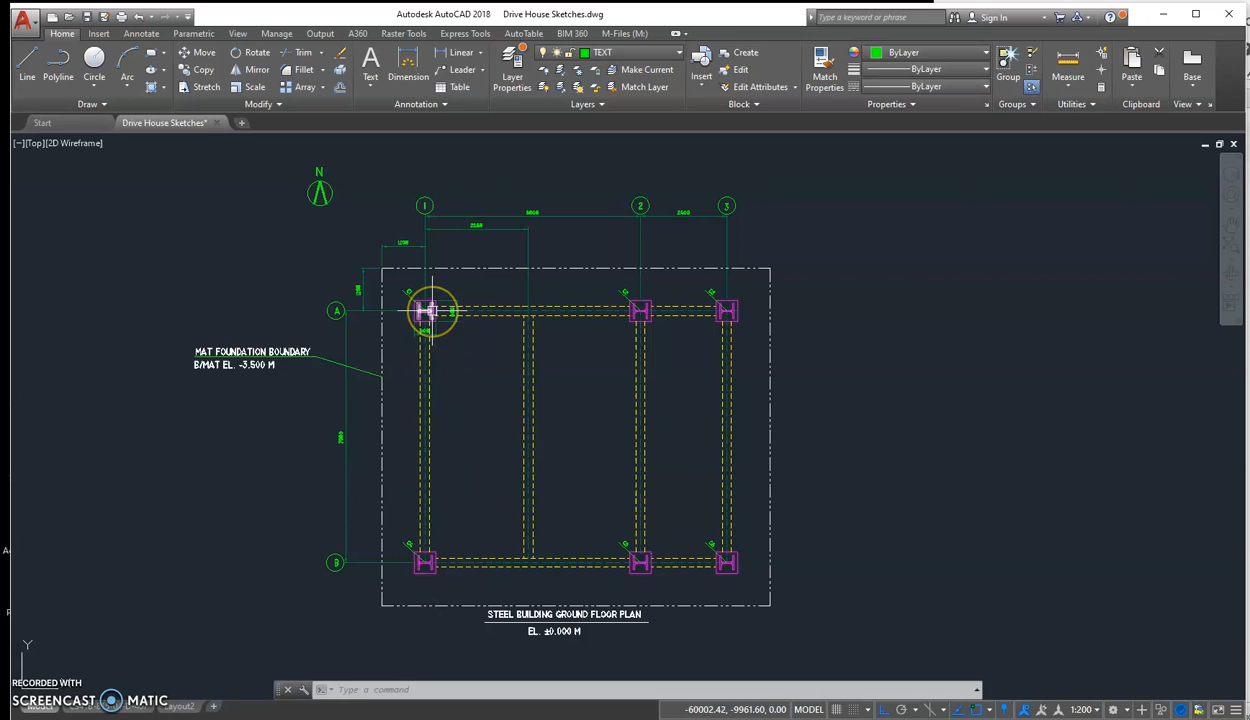 Autodesk AutoCAD 2018 Drive House Sketches.dwg
Type a keyword or phrase
Sign In
Home Insert Annotate Parametric View Manage Output A360 Raster Tools Express Tools AutoTable BIM 360 M-Files (M:)
Line Polyline Circle Arc
Move Rotate Trim
Copy Mirror Fillet
Stretch Scale Array
Text Dimension
Linear
Leader
Table
Layer Properties
TEXT
Make Current
Match Layer
Insert
Create
Edit
Edit Attributes
Match Properties
ByLayer
ByLayer
ByLayer
Group
Measure
Paste
Base
Draw Modify Annotation Layers Block Properties Groups Utilities Clipboard View
Start Drive House Sketches*
[−][Top][2D Wireframe]
N
1 2 3
2400
1200
1200
A
MAT FOUNDATION BOUNDARY
B/MAT EL. -3.500 M
B
STEEL BUILDING GROUND FLOOR PLAN
EL. ±0.000 M
Y
RECORDED WITH
SCREENCAST MATIC
Type a command
Layout2
-60002.42, -9961.60, 0.00 MODEL
1:200